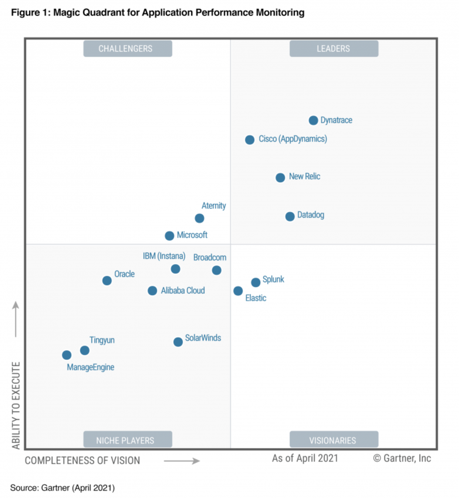 Figure 1: Magic Quadrant for Application Performance Monitoring
CHALLENGERS
LEADERS
Dynatrace
Cisco (AppDynamics)
New Relic
Datadog
Aternity
Microsoft
IBM (Instana)
Broadcom
Oracle
Alibaba Cloud
Splunk
Elastic
SolarWinds
Tingyun
ManageEngine
ABILITY TO EXECUTE
NICHE PLAYERS
VISIONARIES
COMPLETENESS OF VISION
As of April 2021
© Gartner, Inc
Source: Gartner (April 2021)